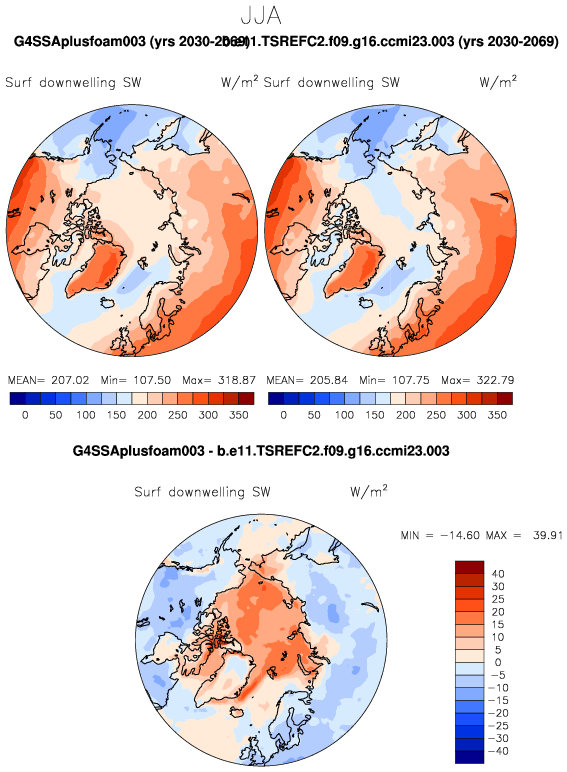 JJA
G4SSAplusfoam003 (yrs 2030-2069)
b.e11.TSREFC2.f09.g16.ccmi23.003 (yrs 2030-2069)
Surf downwelling SW W/m²
Surf downwelling SW W/m²
MEAN= 207.02 Min= 107.50 Max= 318.87
MEAN= 205.84 Min= 107.75 Max= 322.79
0 50 100 150 200 250 300 350
0 50 100 150 200 250 300 350
G4SSAplusfoam003 - b.e11.TSREFC2.f09.g16.ccmi23.003
Surf downwelling SW W/m²
MIN = -14.60 MAX = 39.91
40
30
25
20
15
10
5
0
-5
-10
-15
-20
-25
-30
-40